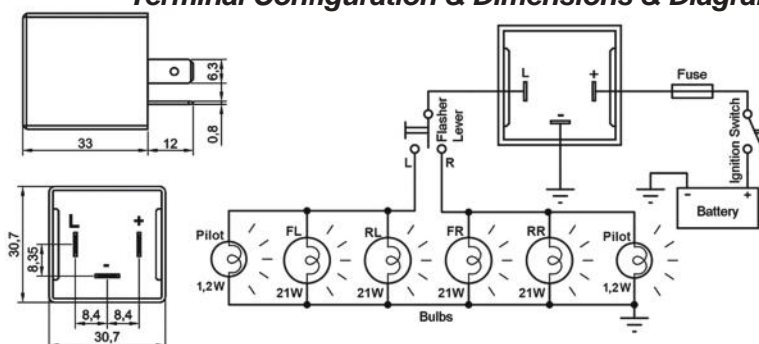 Terminal Configuration & Dimensions & Diagra
6,3
0,8
33
12
L
+
-
Fuse
Flasher
Lever
Ignition Switch
L
R
-
+
Battery
30,7
8,35
L
+
-
8,4
8,4
30,7
Pilot
FL
RL
FR
RR
Pilot
1,2W
21W
21W
21W
21W
1,2W
Bulbs